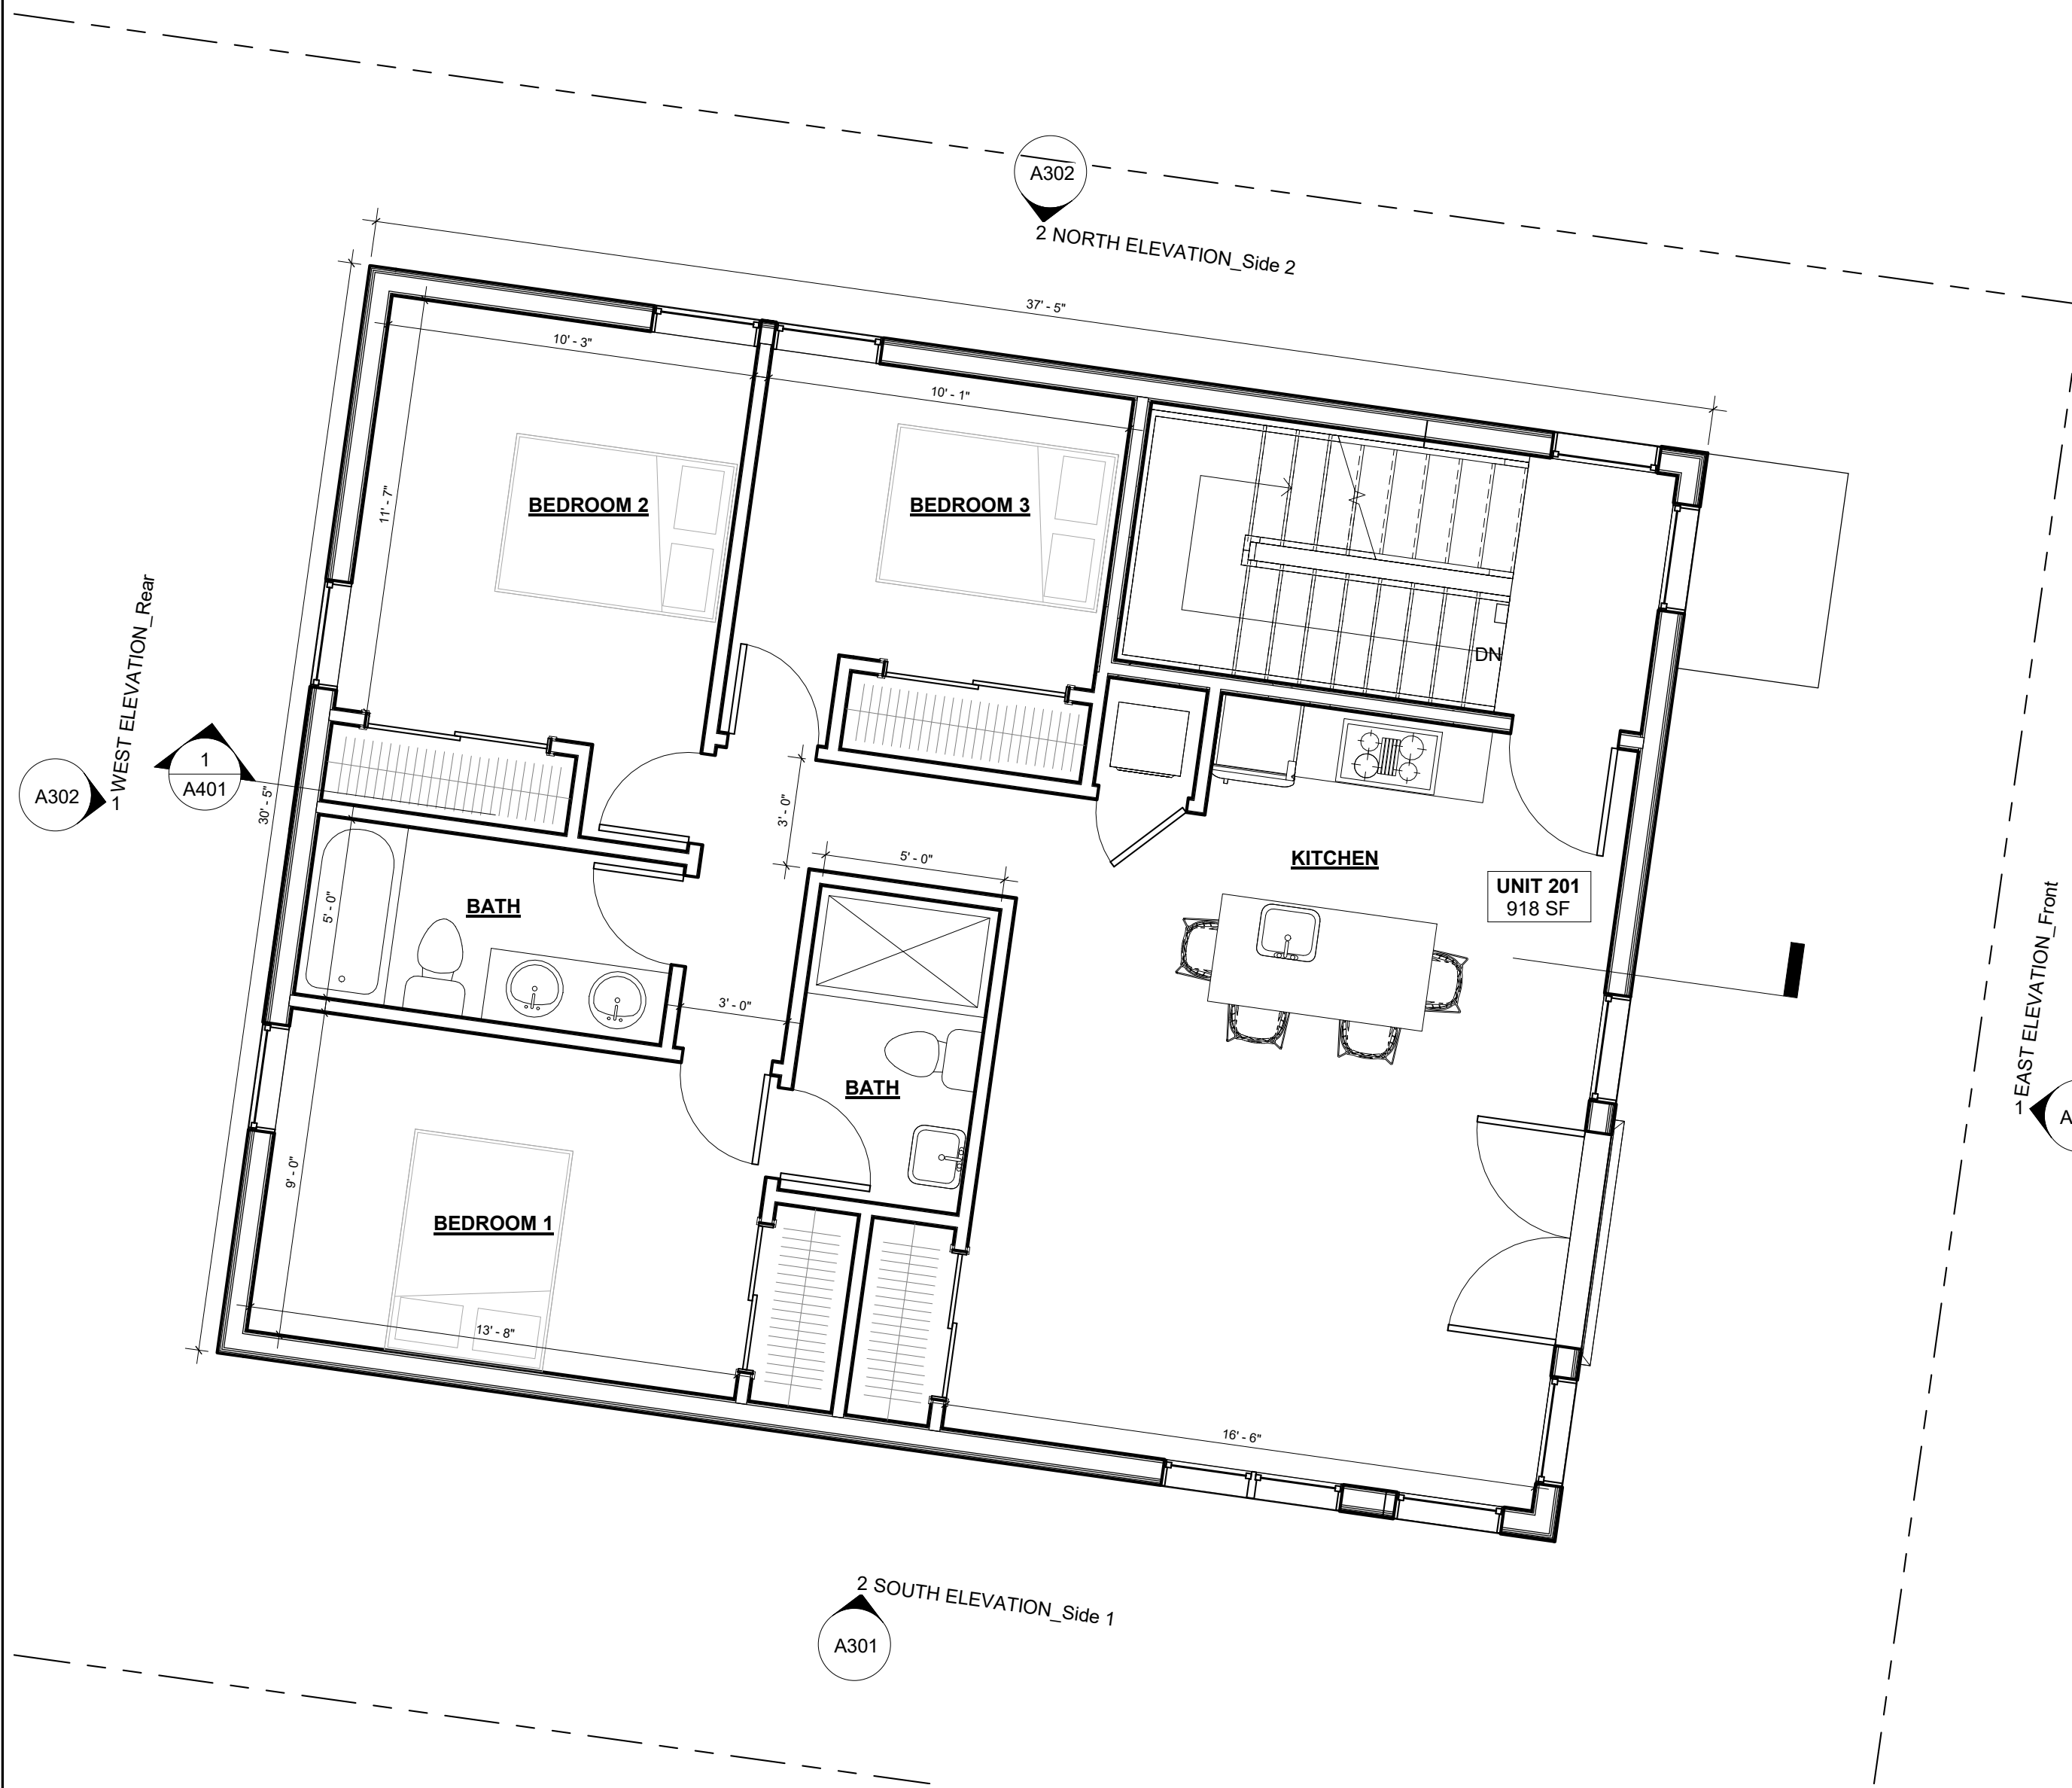 A302
2 NORTH ELEVATION_Side 2
37' - 5"
10' - 3"
10' - 1"
BEDROOM 2
BEDROOM 3
11' - 7"
DN
1 WEST ELEVATION_Rear
A302
1
A401
30' - 5"
3' - 0"
5' - 0"
KITCHEN
UNIT 201
918 SF
BATH
5' - 0"
3' - 0"
BATH
1 EAST ELEVATION_Front
A
9' - 0"
BEDROOM 1
13' - 8"
16' - 6"
2 SOUTH ELEVATION_Side 1
A301